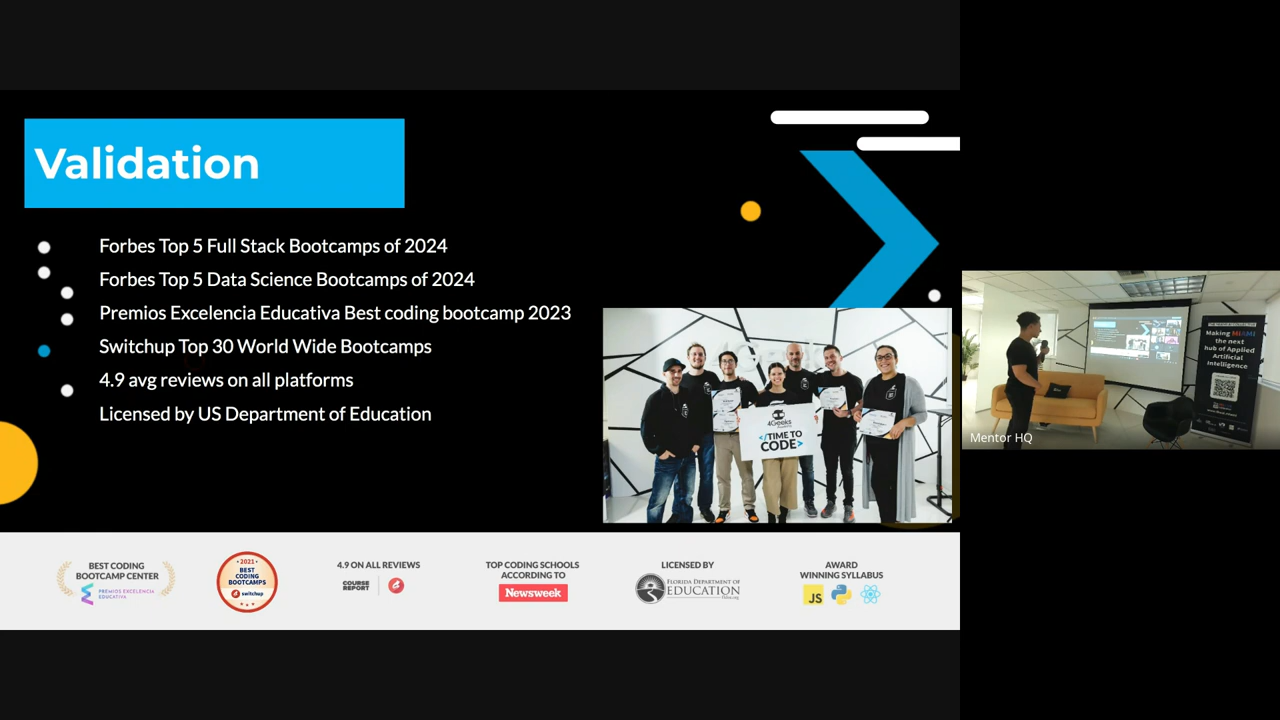 Validation
Forbes Top 5 Full Stack Bootcamps of 2024
Forbes Top 5 Data Science Bootcamps of 2024
Premios Excelencia Educativa Best coding bootcamp 2023
Switchup Top 30 World Wide Bootcamps
4.9 avg reviews on all platforms
Licensed by US Department of Education
4Geeks
</TIME TO
CODE>
Making MIAMI
the next
hub of Applied
Artificial
Intelligence
Mentor HQ
BEST CODING
BOOTCAMP CENTER
PREMIOS EXCELENCIA
EDUCATIVA
2021
BEST
CODING
BOOTCAMPS
switchup
4.9 ON ALL REVIEWS
COURSE
REPORT
TOP CODING SCHOOLS
ACCORDING TO
Newsweek
LICENSED BY
FLORIDA DEPARTMENT OF
EDUCATION
fldoe.org
AWARD
WINNING SYLLABUS
JS